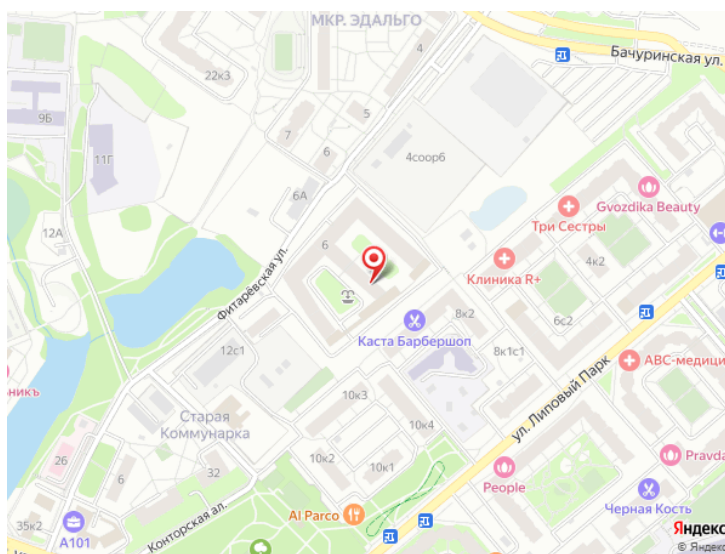 МКР. ЭДАЛЬГО
4
Бачуринская ул.
22к3
5
9Б
7
11Г
6
4соор6
6А
Gvozdika Beauty
Три Сестры
12А
6
Фитарёвская ул.
4к2
Клиника R+
8к2
6с2
Каста Барбершоп
12с1
8к1с1
АВС-медици
10к3
ул. Липовый Парк
Старая
Коммунарка
10к4
26
32
10к2
10к1
People
Pravda
Al Parco
Черная Кость
35к2
А101
Конторская ал.
Яндекс
© Яндекс